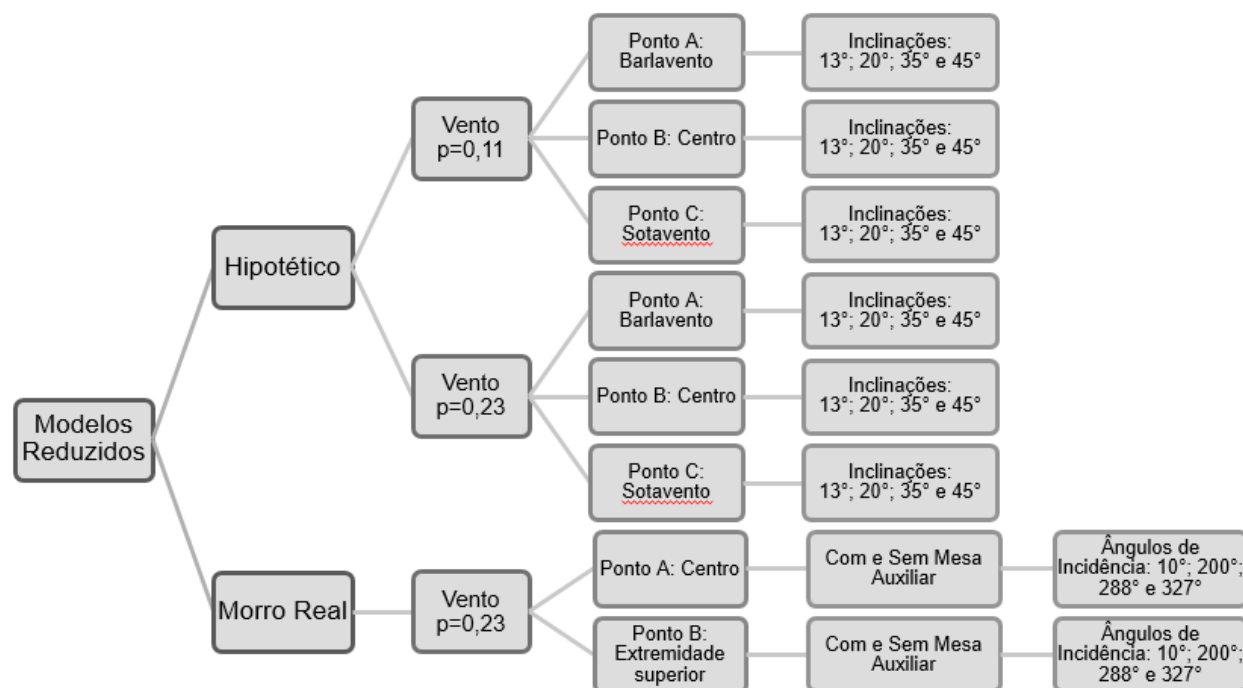 Modelos
Reduzidos
Hipotético
Vento
p=0,11
Ponto A:
Barlavento
Inclinações:
13°; 20°; 35° e 45°
Ponto B: Centro
Inclinações:
13°; 20°; 35° e 45°
Ponto C:
Sotavento
Inclinações:
13°; 20°; 35° e 45°
Vento
p=0,23
Ponto A:
Barlavento
Inclinações:
13°; 20°; 35° e 45°
Ponto B: Centro
Inclinações:
13°; 20°; 35° e 45°
Ponto C:
Sotavento
Inclinações:
13°; 20°; 35° e 45°
Morro Real
Vento
p=0,23
Ponto A: Centro
Com e Sem Mesa
Auxiliar
Ângulos de
Incidência: 10°; 200°;
288° e 327°
Ponto B:
Extremidade
superior
Com e Sem Mesa
Auxiliar
Ângulos de
Incidência: 10°; 200°;
288° e 327°